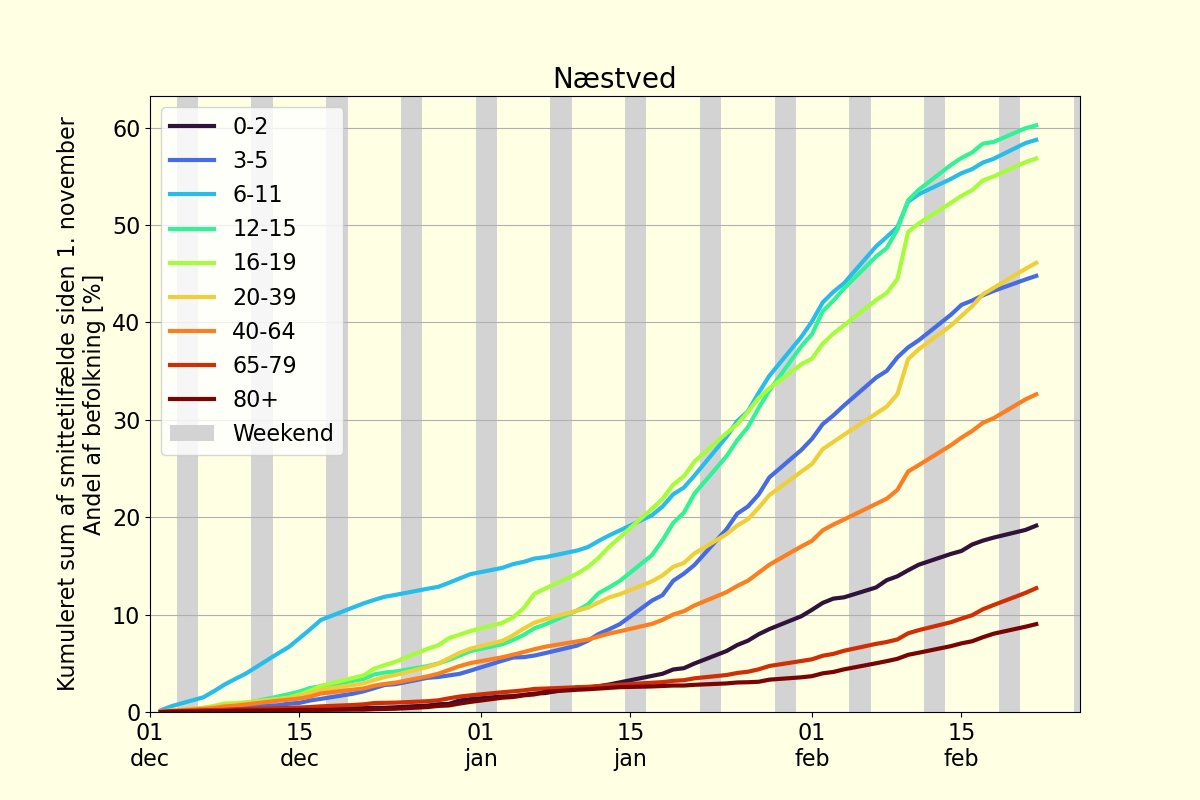 Næstved
Kumuleret sum af smittetilfælde siden 1. november
Andel af befolkning [%]
60
50
40
30
20
10
0
0-2
3-5
6-11
12-15
16-19
20-39
40-64
65-79
80+
Weekend
01 15 01 15 01 15
dec dec jan jan feb feb